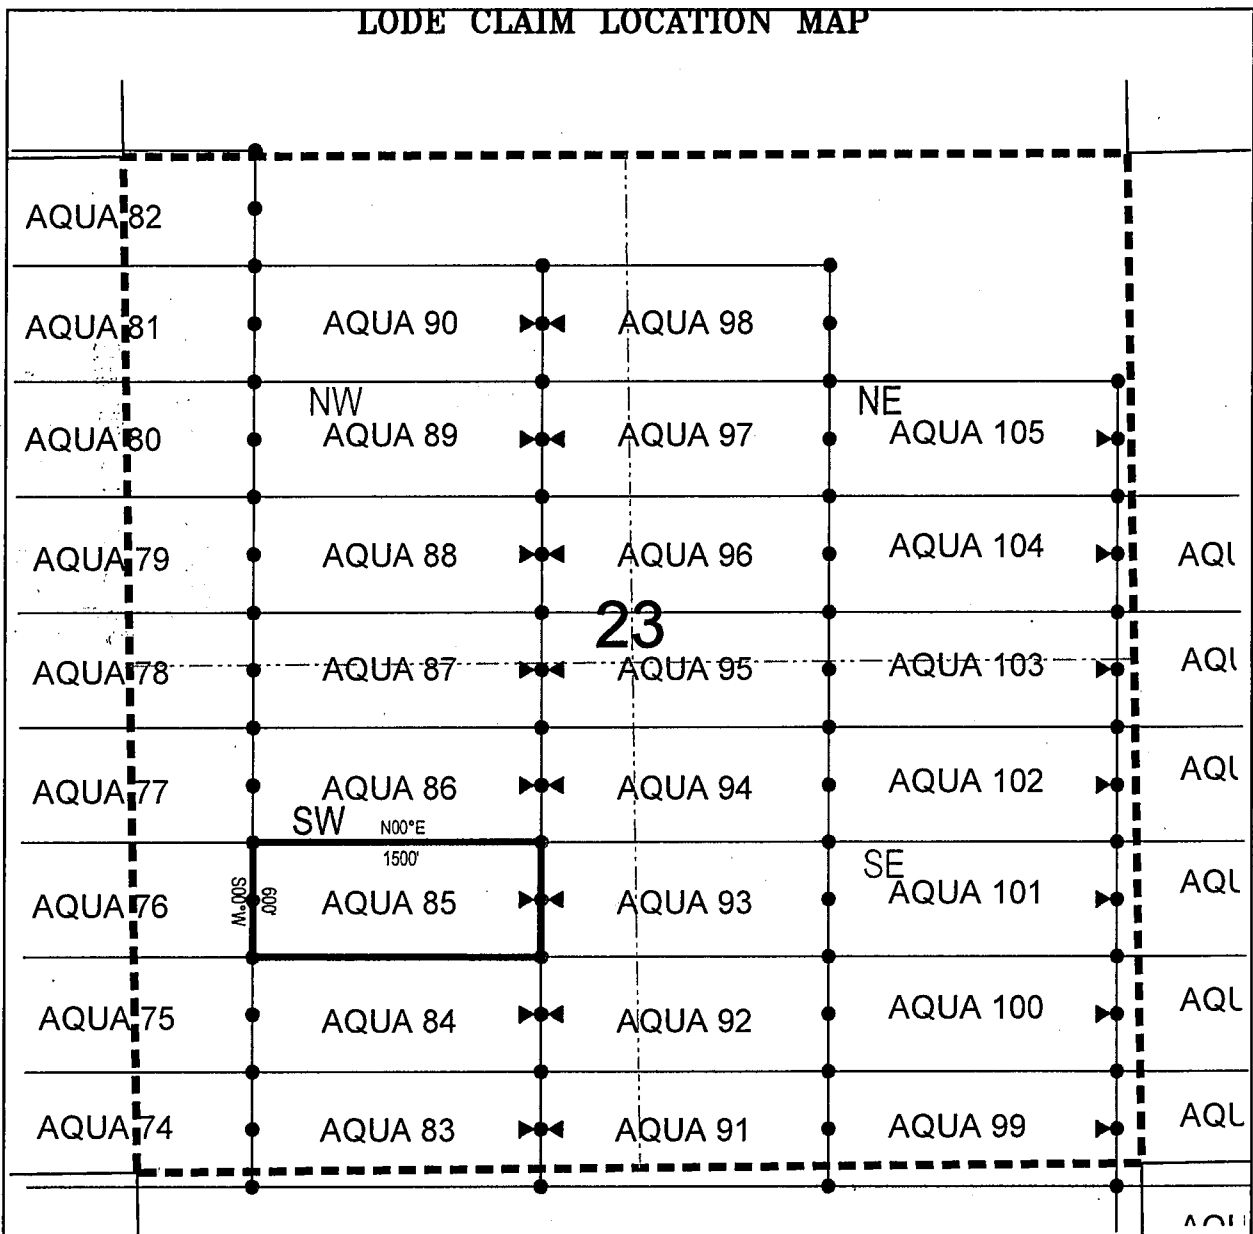 LODE CLAIM LOCATION MAP
AQUA 82
AQUA 81 AQUA 90 AQUA 98
NW NE
AQUA 80 AQUA 89 AQUA 97 AQUA 105
AQUA 79 AQUA 88 AQUA 96 AQUA 104
23
AQUA 78 AQUA 87 AQUA 95 AQUA 103
AQUA 77 AQUA 86 AQUA 94 AQUA 102
SW N00°E
1500'
SE
S00°W 600' AQUA 76 AQUA 85 AQUA 93 AQUA 101
AQUA 75 AQUA 84 AQUA 92 AQUA 100
AQUA 74 AQUA 83 AQUA 91 AQUA 99